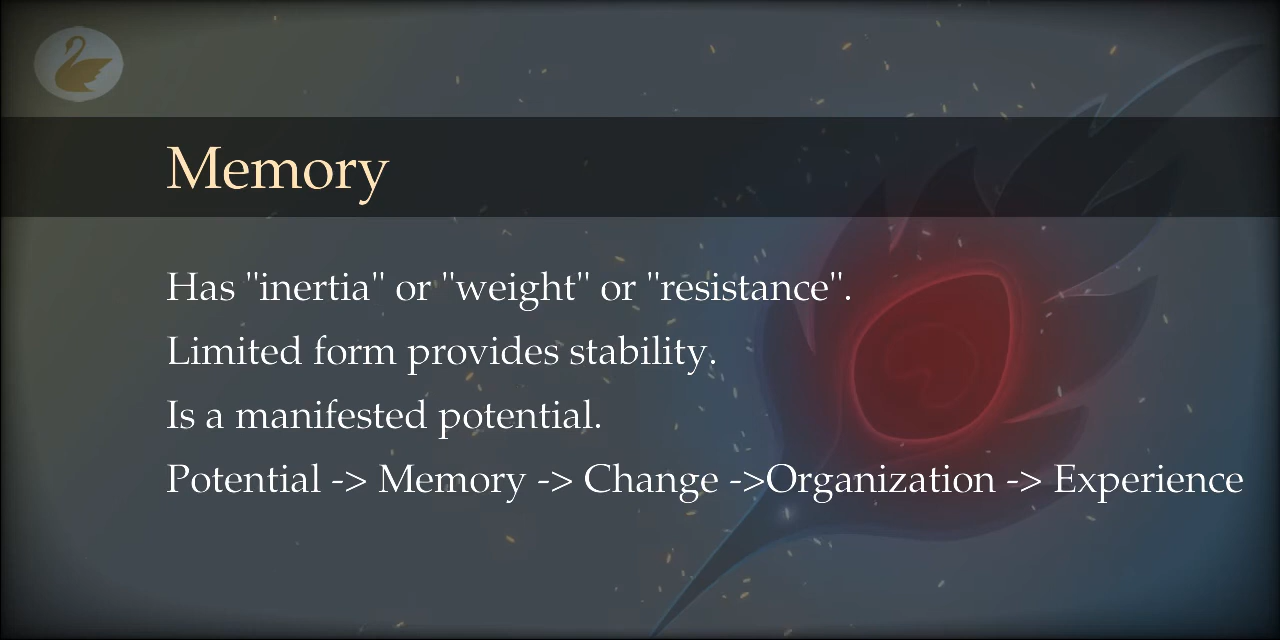 Memory
Has "inertia" or "weight" or "resistance".
Limited form provides stability.
Is a manifested potential.
Potential -> Memory -> Change ->Organization -> Experience